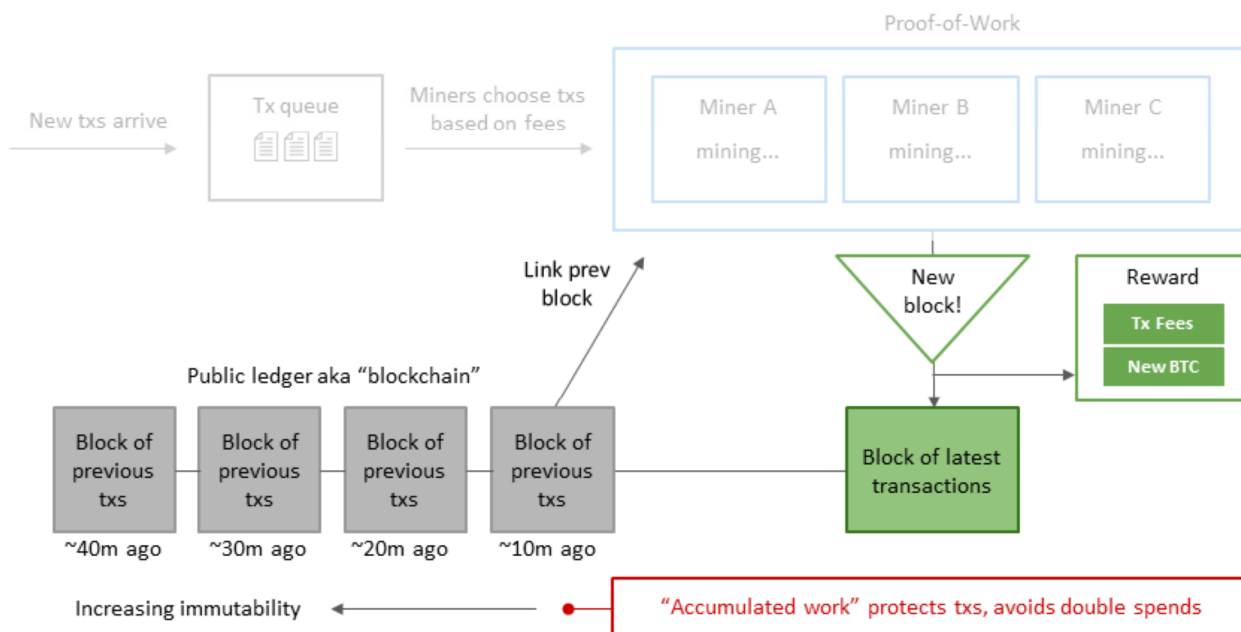 Proof-of-Work
New txs arrive
Tx queue
Miners choose txs
based on fees
Miner A
mining...
Miner B
mining...
Miner C
mining...
Link prev
block
New
block!
Reward
Tx Fees
New BTC
Public ledger aka “blockchain”
Block of
previous
txs
~40m ago
Block of
previous
txs
~30m ago
Block of
previous
txs
~20m ago
Block of
previous
txs
~10m ago
Block of latest
transactions
Increasing immutability
“Accumulated work” protects txs, avoids double spends